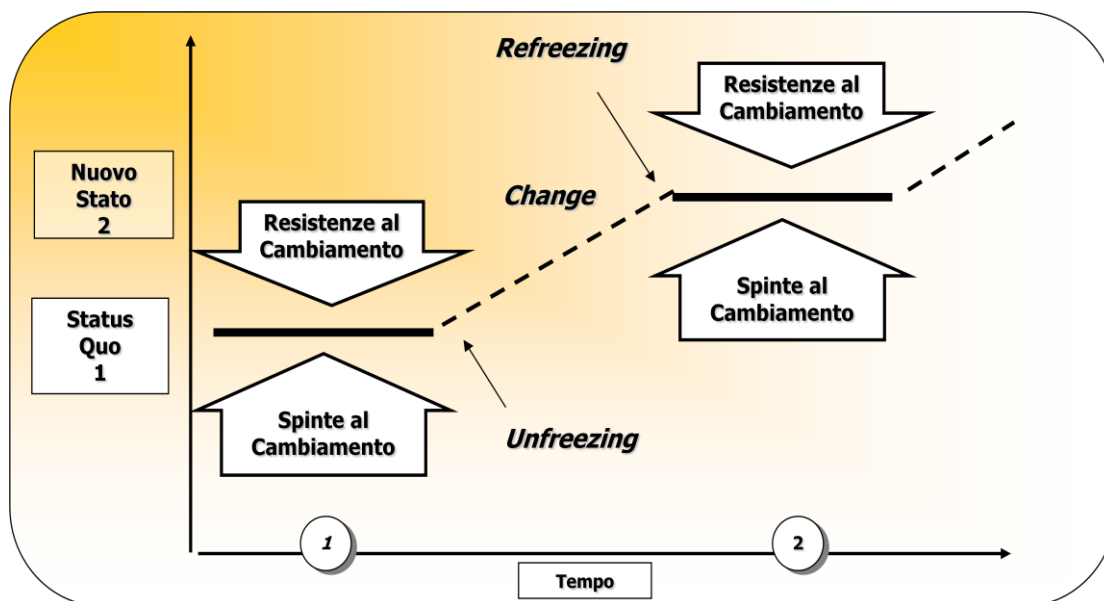 Refreezing
Resistenze al
Cambiamento
Nuovo
Stato
2
Change
Resistenze al
Cambiamento
Spinte al
Cambiamento
Status
Quo
1
Spinte al
Cambiamento
Unfreezing
1
2
Tempo